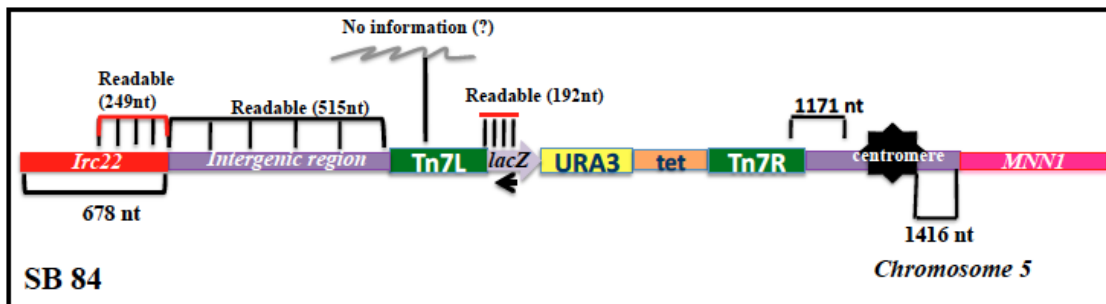 No information (?)
Readable
(249nt)
Readable (515nt)
Readable (192nt)
1171 nt
Irc22
Intergenic region
Tn7L
lacZ
URA3
tet
Tn7R
centromere
MNN1
678 nt
1416 nt
SB 84
Chromosome 5